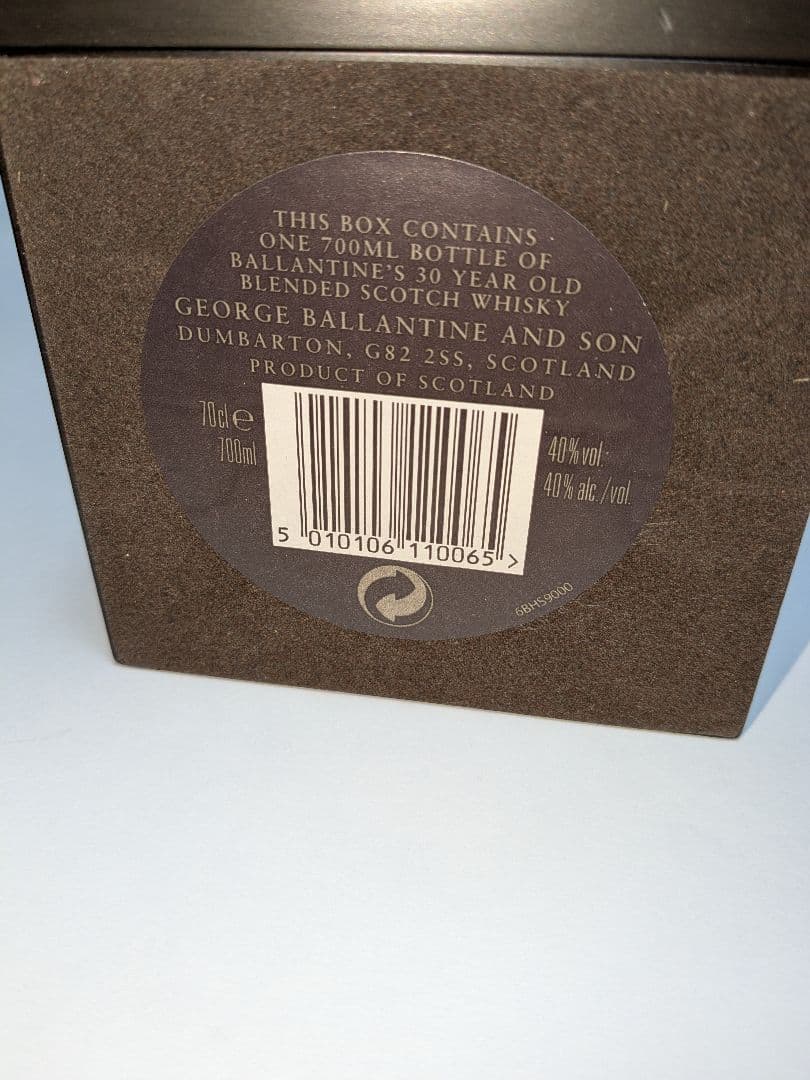 THIS BOX CONTAINS
ONE 700ML BOTTLE OF
BALLANTINE'S 30 YEAR OLD
BLENDED SCOTCH WHISKY
GEORGE BALLANTINE AND SON
DUMBARTON, G82 2SS, SCOTLAND
PRODUCT OF SCOTLAND
70cl e
700ml
40% vol.
40% alc./vol.
5 010106 110065 >
6BHS9000